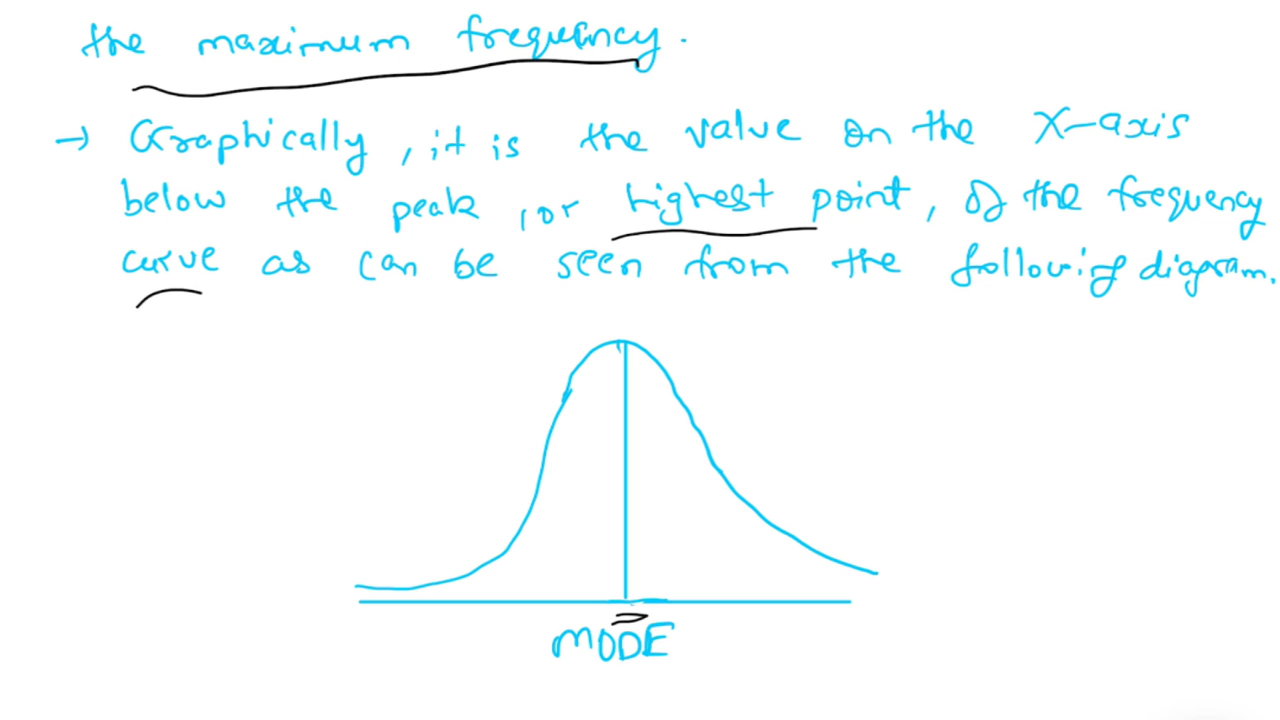 the maximum frequency.
→ Graphically, it is the value on the X-axis
below the peak, or highest point, of the frequency
curve as can be seen from the following diagram.
MODE